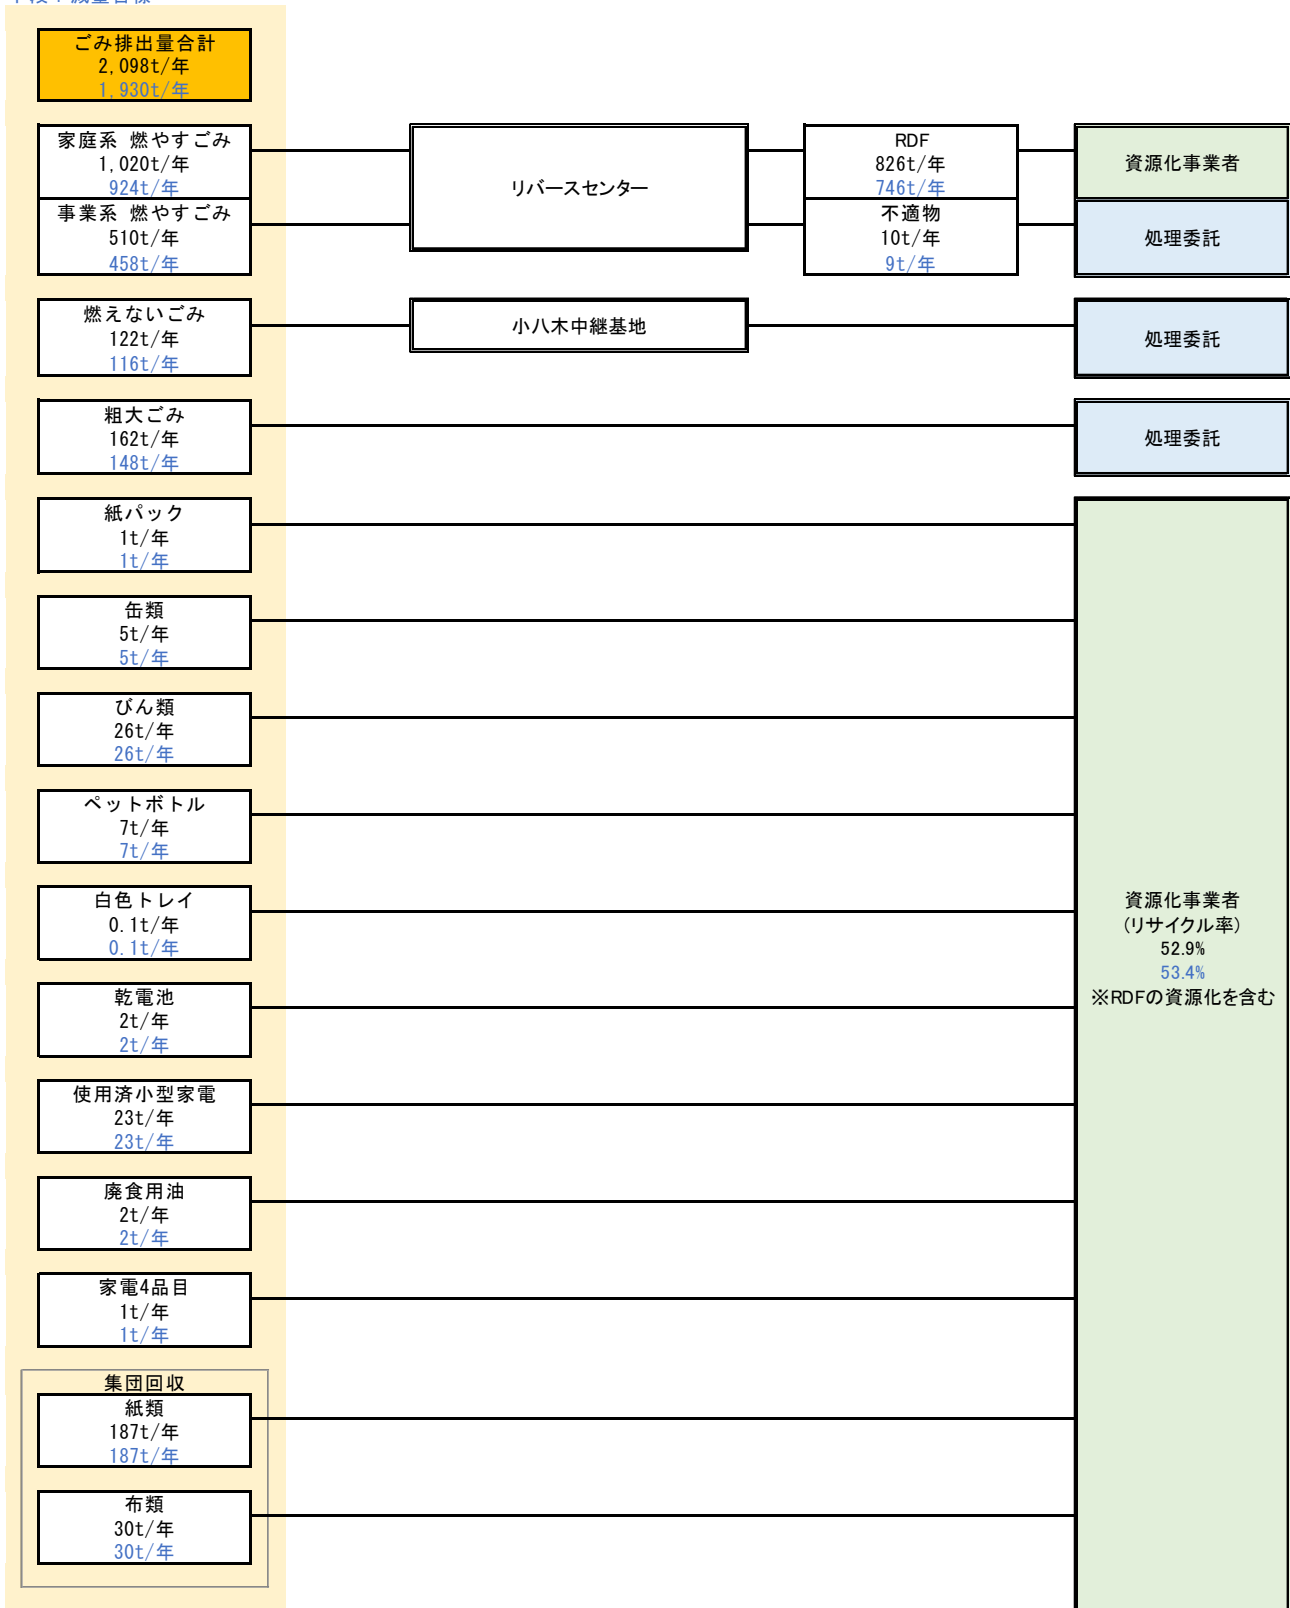 ごみ排出量合計
2,098t/年
1,930t/年
家庭系 燃やすごみ
1,020t/年
924t/年
事業系 燃やすごみ
510t/年
458t/年
リバースセンター
RDF
826t/年
746t/年
不適物
10t/年
9t/年
資源化事業者
処理委託
燃えないごみ
122t/年
116t/年
小八木中継基地
処理委託
粗大ごみ
162t/年
148t/年
処理委託
紙パック
1t/年
1t/年
缶類
5t/年
5t/年
びん類
26t/年
26t/年
ペットボトル
7t/年
7t/年
白色トレイ
0.1t/年
0.1t/年
乾電池
2t/年
2t/年
使用済小型家電
23t/年
23t/年
廃食用油
2t/年
2t/年
家電4品目
1t/年
1t/年
集団回収
紙類
187t/年
187t/年
布類
30t/年
30t/年
資源化事業者
(リサイクル率)
52.9%
53.4%
※RDFの資源化を含む